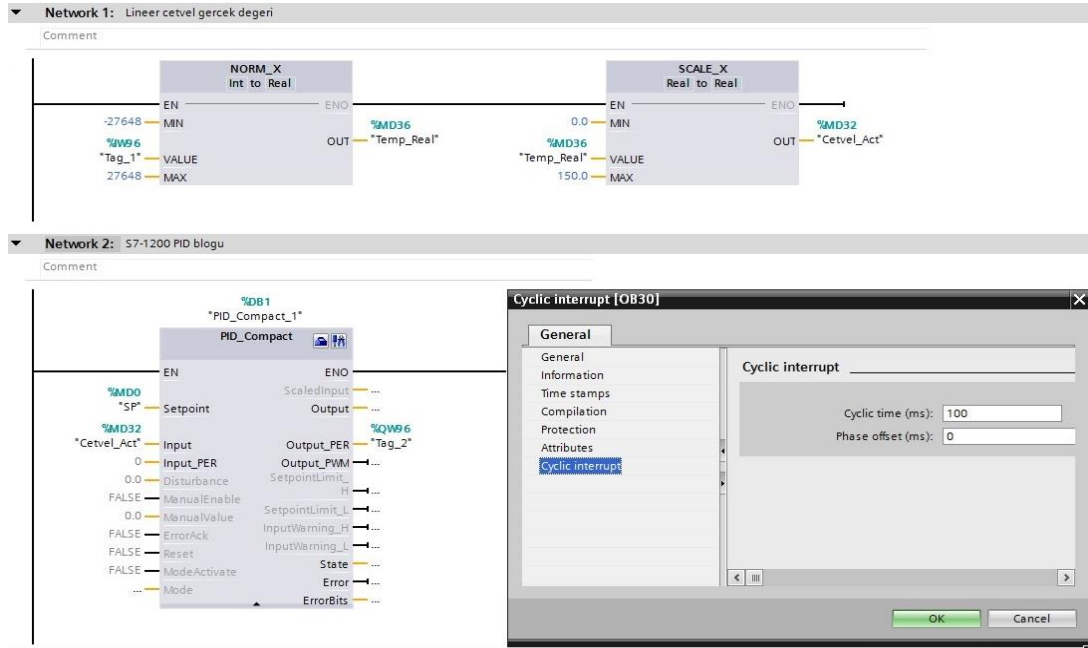 Network 1: Lineer cetvel gercek degeri
Comment
NORM_X
Int to Real
EN ENO
-27648 MIN
%IW96
"Tag_1" VALUE
27648 MAX
OUT
%MD36
"Temp_Real"
SCALE_X
Real to Real
EN ENO
0.0 MIN
%MD36
"Temp_Real" VALUE
150.0 MAX
OUT
%MD32
"Cetvel_Act"
Network 2: S7-1200 PID blogu
Comment
%DB1
"PID_Compact_1"
PID_Compact
EN ENO
ScaledInput ...
%MD0
"SP" Setpoint
Output ...
%MD32
"Cetvel_Act" Input
%QW96
Output_PER "Tag_2"
0 Input_PER
Output_PWM ...
0.0 Disturbance
SetpointLimit_
H ...
FALSE ManualEnable
SetpointLimit_L ...
0.0 ManualValue
InputWarning_H ...
FALSE ErrorAck
InputWarning_L ...
FALSE Reset
State ...
FALSE ModeActivate
Error ...
... Mode
ErrorBits ...
Cyclic interrupt [OB30]
General
General
Information
Time stamps
Compilation
Protection
Attributes
Cyclic interrupt
Cyclic interrupt
Cyclic time (ms): 100
Phase offset (ms): 0
OK Cancel